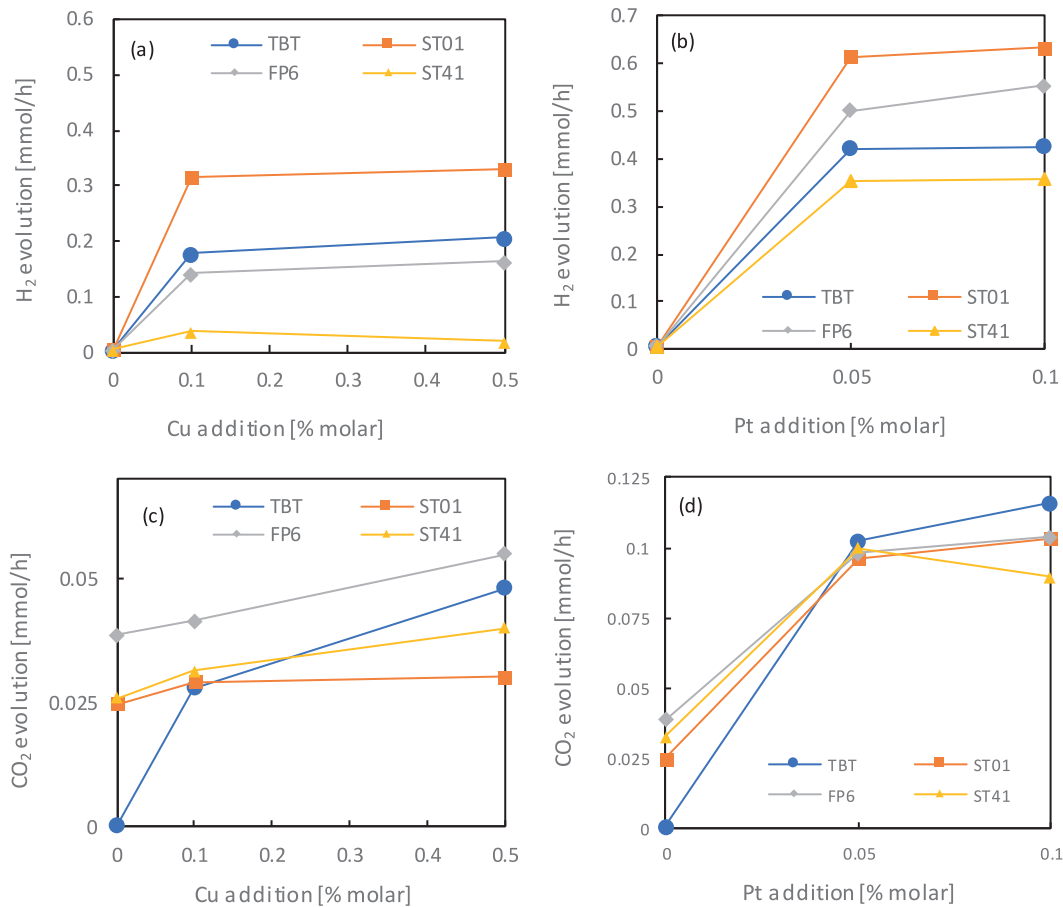 (a)
TBT
ST01
FP6
ST41
0.6
0.5
0.4
0.3
0.2
0.1
0
H₂ evolution [mmol/h]
0 0.1 0.2 0.3 0.4 0.5
Cu addition [% molar]
(b)
0.7
0.6
0.5
0.4
0.3
0.2
0.1
0
H₂ evolution [mmol/h]
TBT
ST01
FP6
ST41
0 0.05 0.1
Pt addition [% molar]
(c)
TBT
ST01
FP6
ST41
0.05
0.025
0
CO₂ evolution [mmol/h]
0 0.1 0.2 0.3 0.4 0.5
Cu addition [% molar]
(d)
0.125
0.1
0.075
0.05
0.025
0
CO₂ evolution [mmol/h]
TBT
ST01
FP6
ST41
0 0.05 0.1
Pt addition [% molar]